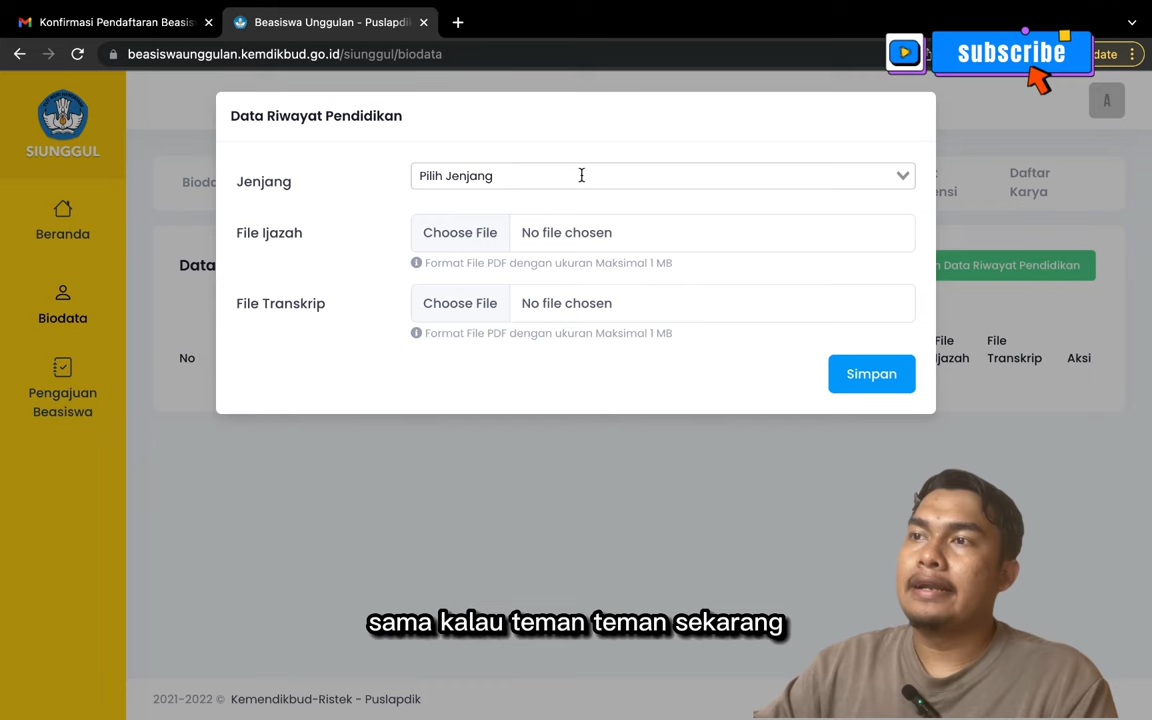 Konfirmasi Pendaftaran Beasis
Beasiswa Unggulan - Puslapdik
beasiswaunggulan.kemdikbud.go.id/siunggul/biodata
subscribe
date
SIUNGGUL
Beranda
Biodata
Pengajuan
Beasiswa
Data Riwayat Pendidikan
Jenjang
Pilih Jenjang
File Ijazah
Choose File
No file chosen
Format File PDF dengan ukuran Maksimal 1 MB
File Transkrip
Choose File
No file chosen
Format File PDF dengan ukuran Maksimal 1 MB
Simpan
A
Bioda
ensi
Daftar
Karya
Data
Data Riwayat Pendidikan
No
File
Ijazah
File
Transkrip
Aksi
sama kalau teman teman sekarang
2021-2022 © Kemendikbud-Ristek - Puslapdik